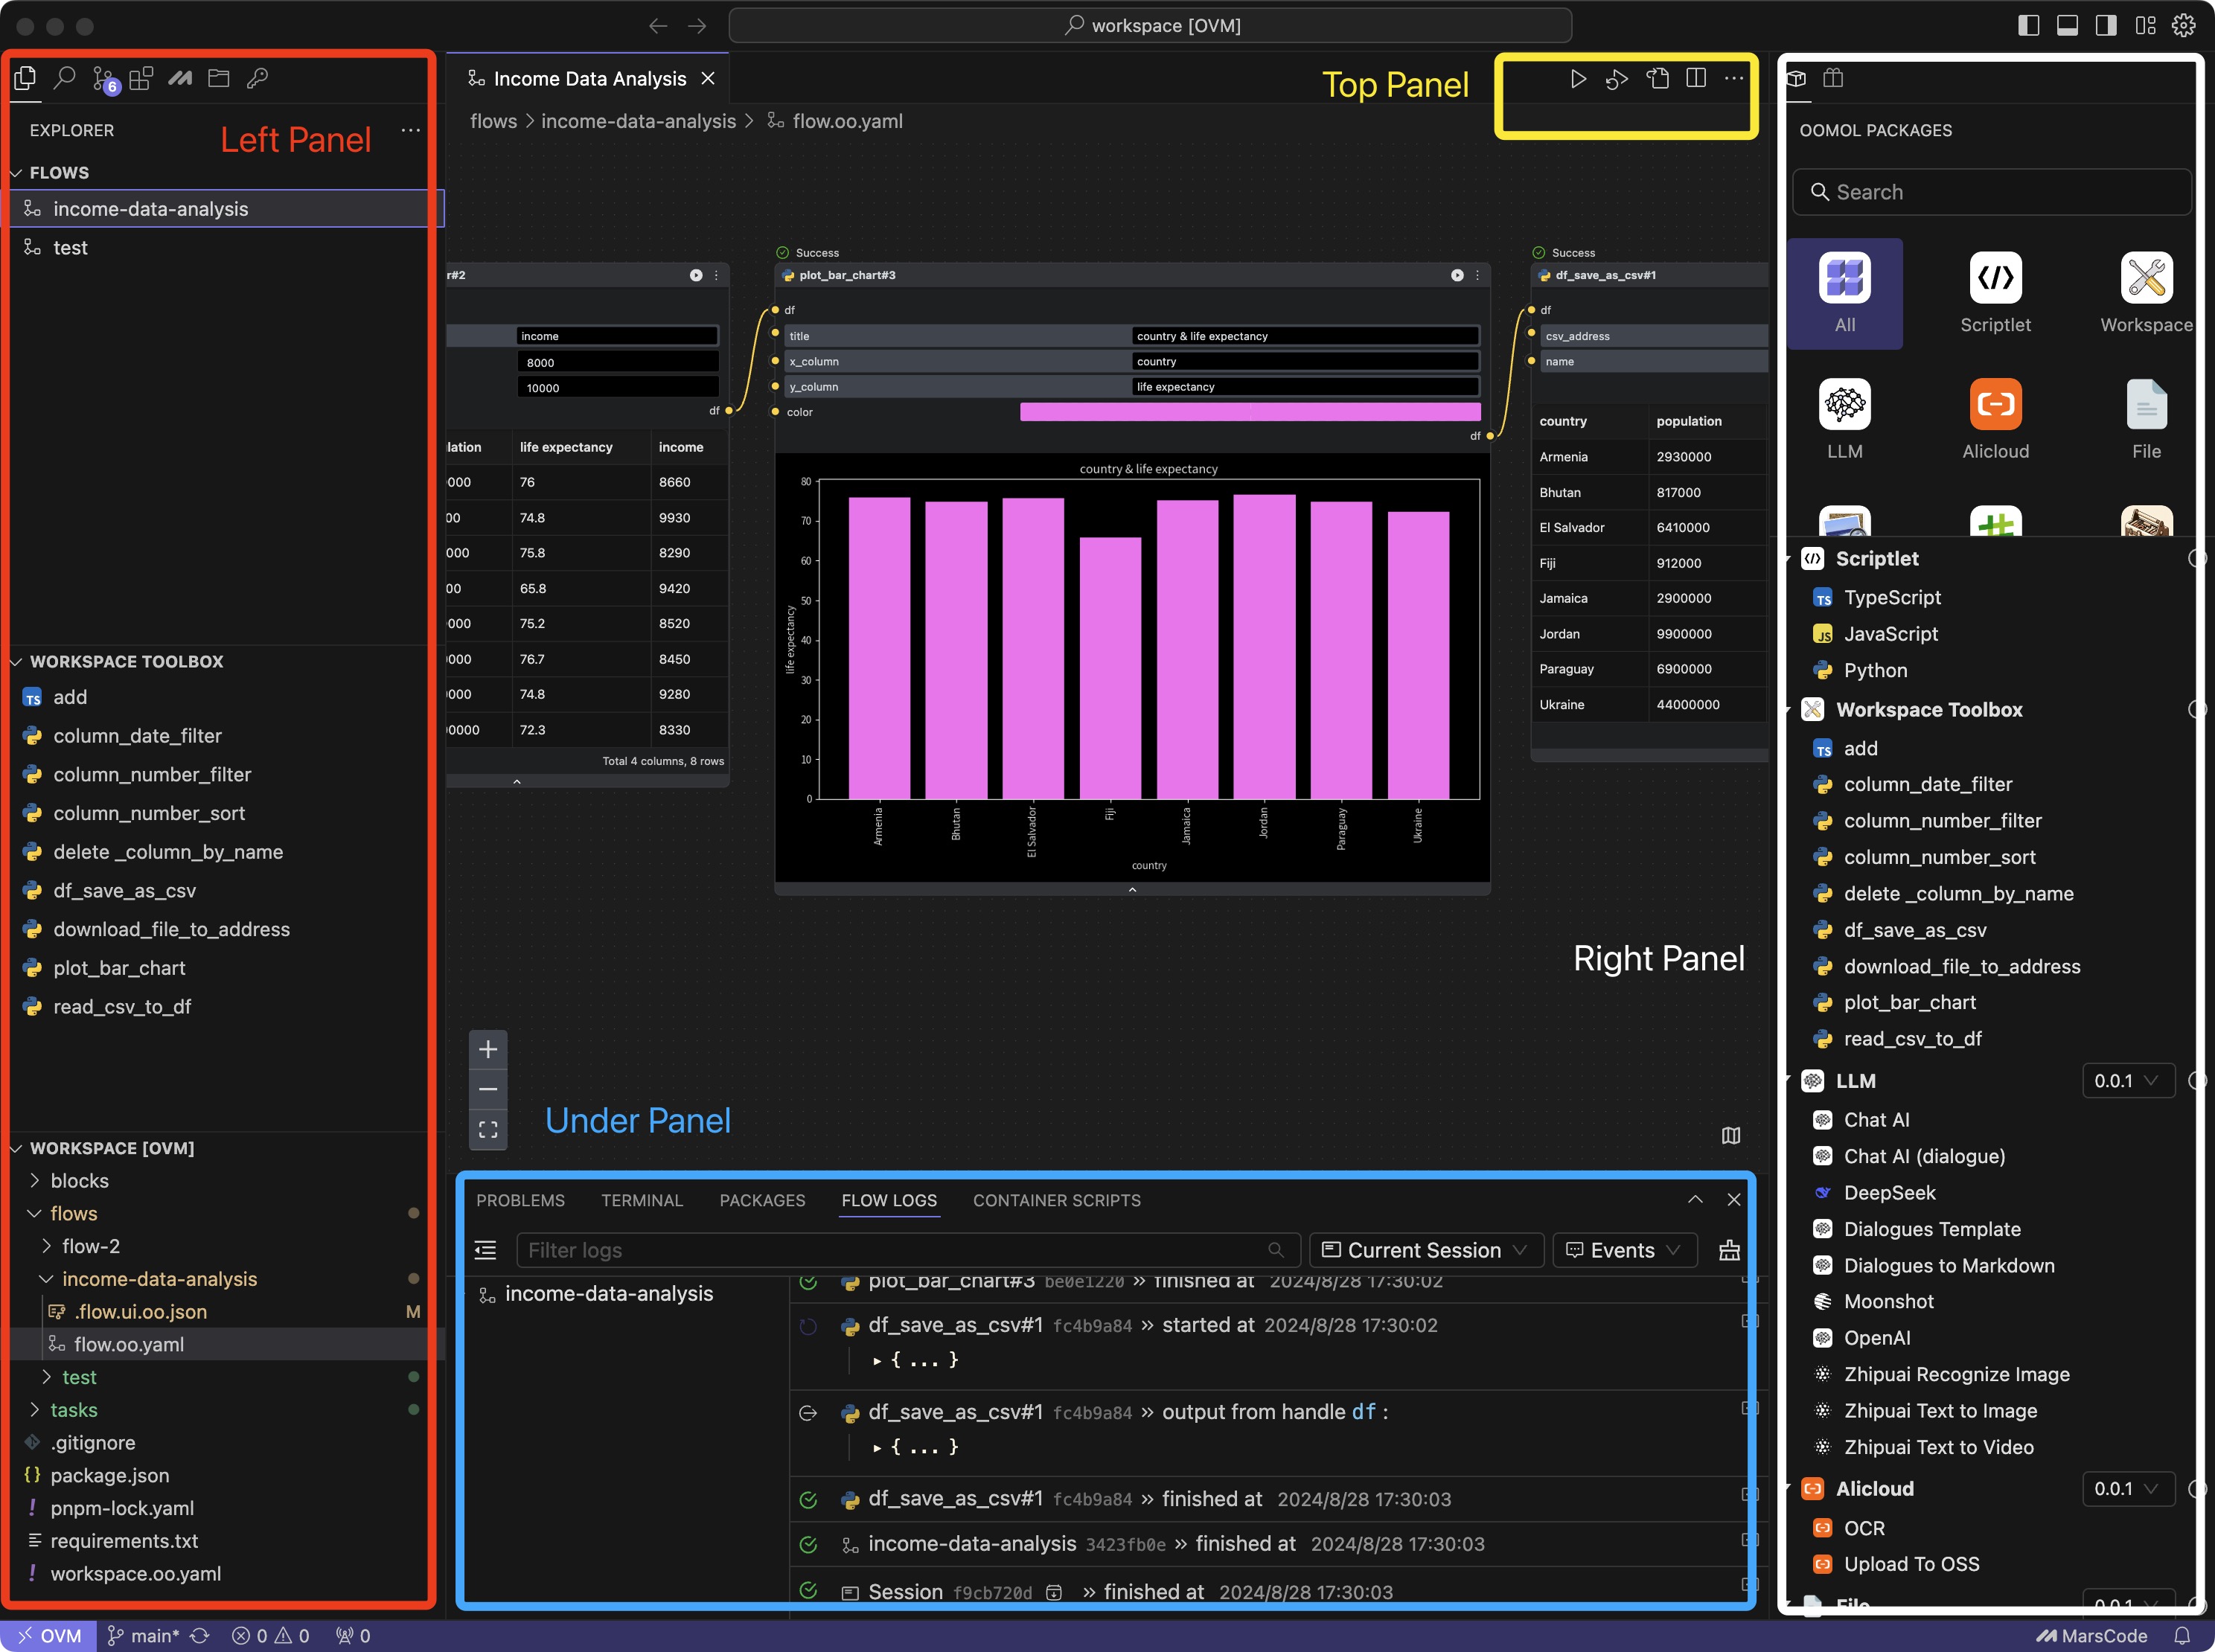 workspace [OVM]
6
EXPLORER
Left Panel
FLOWS
income-data-analysis
test
WORKSPACE TOOLBOX
TS add
column_date_filter
column_number_filter
column_number_sort
delete _column_by_name
df_save_as_csv
download_file_to_address
plot_bar_chart
read_csv_to_df
WORKSPACE [OVM]
blocks
flows
flow-2
income-data-analysis
.flow.ui.oo.json M
flow.oo.yaml
test
tasks
.gitignore
package.json
pnpm-lock.yaml
requirements.txt
workspace.oo.yaml
Income Data Analysis
Top Panel
flows > income-data-analysis > flow.oo.yaml
r#2
income
8000
10000
df
lation life expectancy income
000 76 8660
00 74.8 9930
000 75.8 8290
00 65.8 9420
000 75.2 8520
000 76.7 8450
000 74.8 9280
0000 72.3 8330
Total 4 columns, 8 rows
Success
plot_bar_chart#3
df
title country & life expectancy
x_column country
y_column life expectancy
color
df
country & life expectancy
80
70
60
50
40
30
20
10
0
life expectancy
Armenia
Bhutan
El Salvador
Fiji
Jamaica
Jordan
Paraguay
Ukraine
country
Success
df_save_as_csv#1
df
csv_address
name
country population
Armenia 2930000
Bhutan 817000
El Salvador 6410000
Fiji 912000
Jamaica 2900000
Jordan 9900000
Paraguay 6900000
Ukraine 44000000
Right Panel
Under Panel
PROBLEMS TERMINAL PACKAGES FLOW LOGS CONTAINER SCRIPTS
Filter logs
Current Session
Events
income-data-analysis
plot_bar_chart#3 be0e1220 » finished at 2024/8/28 17:30:02
df_save_as_csv#1 fc4b9a84 » started at 2024/8/28 17:30:02
{ ... }
df_save_as_csv#1 fc4b9a84 » output from handle df :
{ ... }
df_save_as_csv#1 fc4b9a84 » finished at 2024/8/28 17:30:03
income-data-analysis 3423fb0e » finished at 2024/8/28 17:30:03
Session f9cb720d » finished at 2024/8/28 17:30:03
OOMOL PACKAGES
Search
All
Scriptlet
Workspace
LLM
Alicloud
File
Scriptlet
TS TypeScript
JS JavaScript
Python
Workspace Toolbox
TS add
column_date_filter
column_number_filter
column_number_sort
delete _column_by_name
df_save_as_csv
download_file_to_address
plot_bar_chart
read_csv_to_df
LLM 0.0.1
Chat AI
Chat AI (dialogue)
DeepSeek
Dialogues Template
Dialogues to Markdown
Moonshot
OpenAI
Zhipuai Recognize Image
Zhipuai Text to Image
Zhipuai Text to Video
Alicloud 0.0.1
OCR
Upload To OSS
File 0.0.1
OVM main* 0 0 0
MarsCode